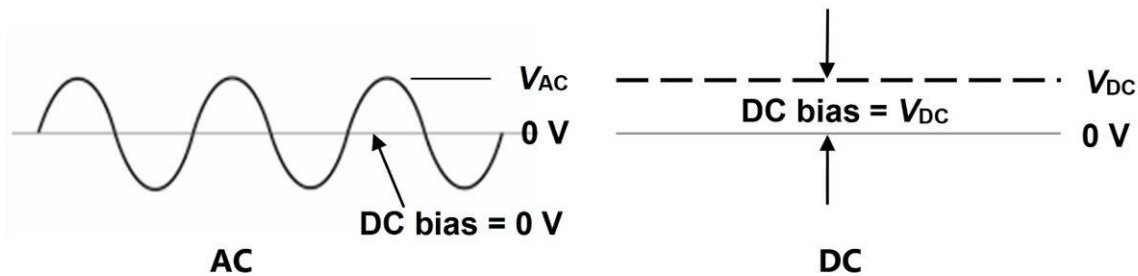 VAC
0 V
DC bias = 0 V
AC
VDC
DC bias = VDC
0 V
DC